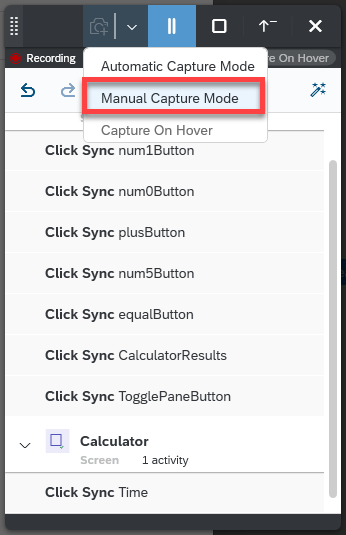 Recording
Automatic Capture Mode
re On Hover
Manual Capture Mode
Capture On Hover
Click Sync num1Button
Click Sync num0Button
Click Sync plusButton
Click Sync num5Button
Click Sync equalButton
Click Sync CalculatorResults
Click Sync TogglePaneButton
Calculator
Screen 1 activity
Click Sync Time